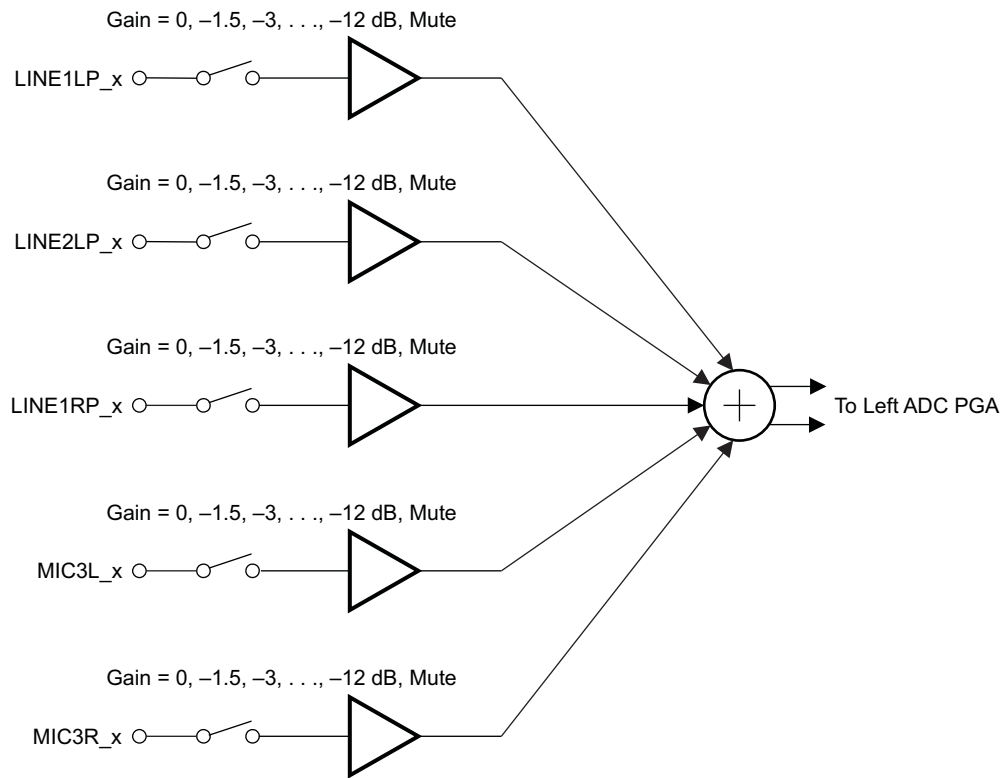 Gain = 0, –1.5, –3, . . ., –12 dB, Mute
LINE1LP_x
Gain = 0, –1.5, –3, . . ., –12 dB, Mute
LINE2LP_x
Gain = 0, –1.5, –3, . . ., –12 dB, Mute
LINE1RP_x
+
To Left ADC PGA
Gain = 0, –1.5, –3, . . ., –12 dB, Mute
MIC3L_x
Gain = 0, –1.5, –3, . . ., –12 dB, Mute
MIC3R_x